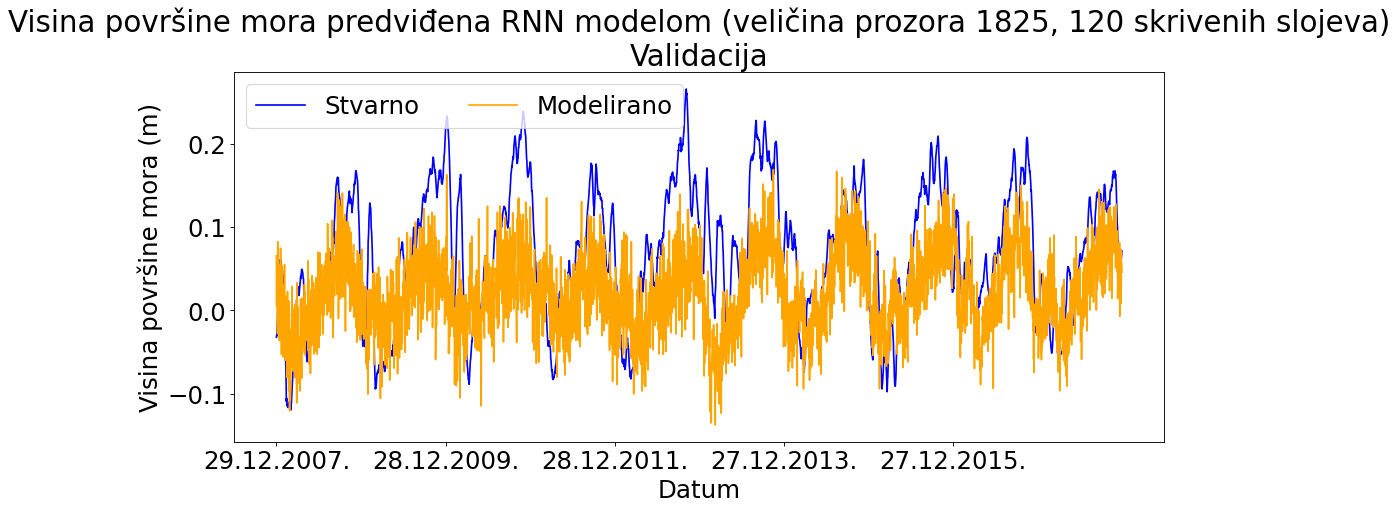 Visina površine mora predviđena RNN modelom (veličina prozora 1825, 120 skrivenih slojeva)
Validacija
Stvarno
Modelirano
Visina površine mora (m)
0.2
0.1
0.0
−0.1
29.12.2007.
28.12.2009.
28.12.2011.
27.12.2013.
27.12.2015.
Datum